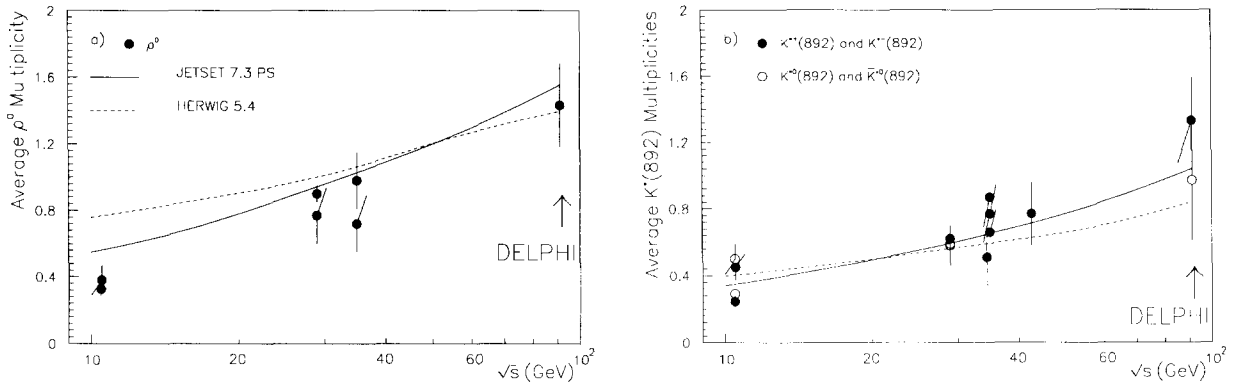 2
1.6
1.2
0.8
0.4
0
Average ρ⁰ Multiplicity
a) ● ρ⁰
JETSET 7.3 PS
HERWIG 5.4
DELPHI
10 20 40 60 10²
√s (GeV)
2
1.6
1.2
0.8
0.4
0
Average K*(892) Multiplicities
b) ● K*⁺(892) and K*⁻(892)
○ K*⁰(892) and K̄*⁰(892)
DELPHI
10 20 40 60 10²
√s (GeV)